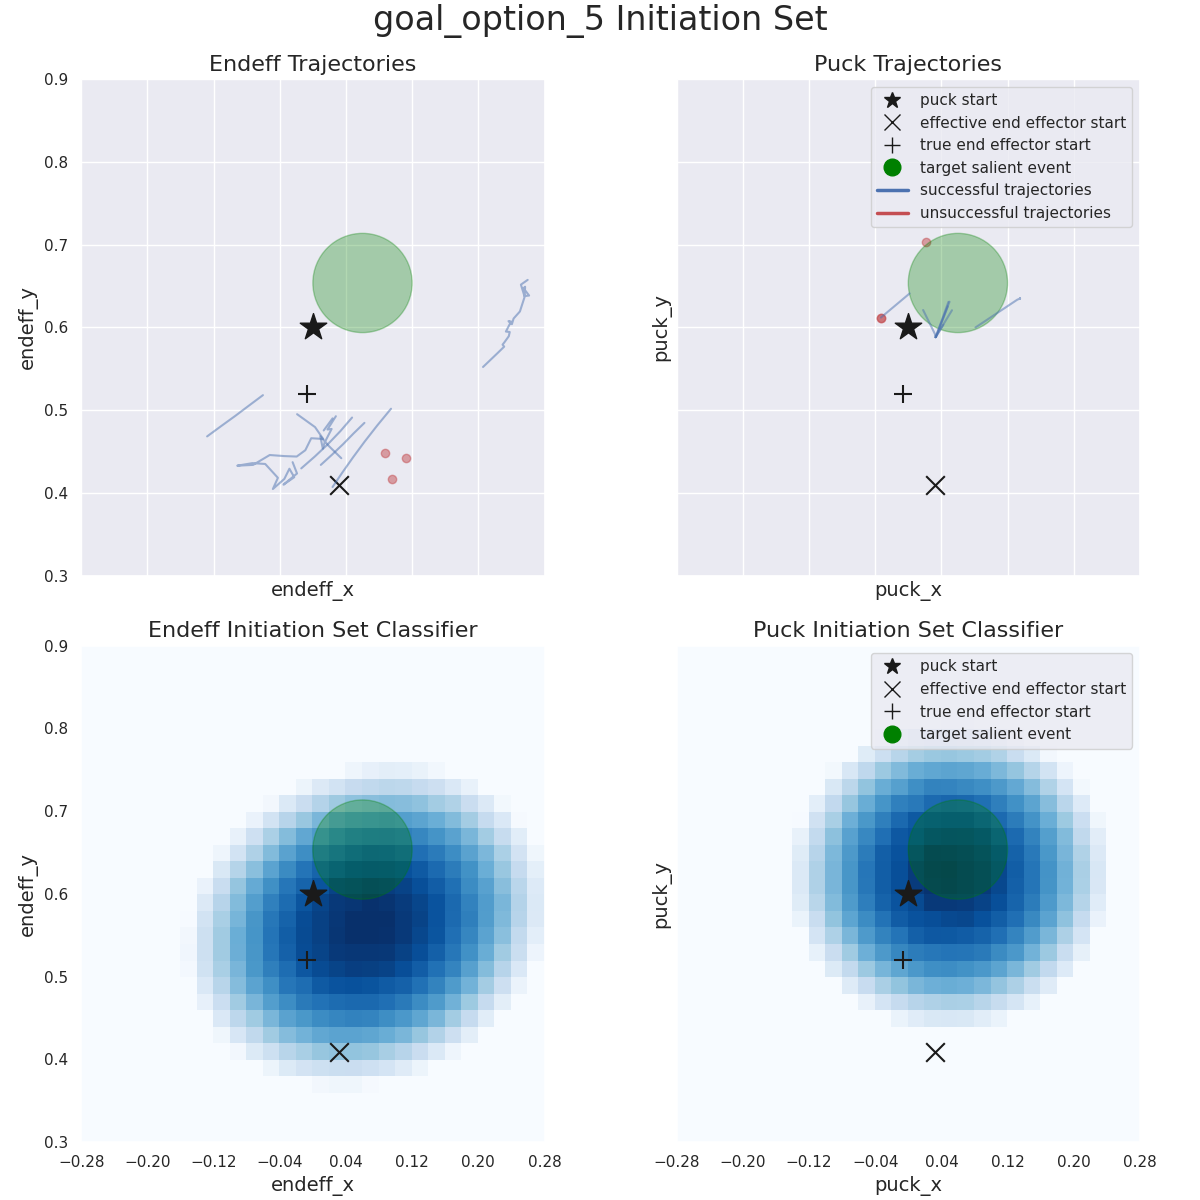 goal_option_5 Initiation Set
Endeff Trajectories
0.9
0.8
0.7
0.6
0.5
0.4
0.3
endeff_y
endeff_x
Puck Trajectories
puck start
effective end effector start
true end effector start
target salient event
successful trajectories
unsuccessful trajectories
puck_y
puck_x
Endeff Initiation Set Classifier
0.9
0.8
0.7
0.6
0.5
0.4
0.3
endeff_y
−0.28 −0.20 −0.12 −0.04 0.04 0.12 0.20 0.28
endeff_x
Puck Initiation Set Classifier
puck start
effective end effector start
true end effector start
target salient event
puck_y
−0.28 −0.20 −0.12 −0.04 0.04 0.12 0.20 0.28
puck_x